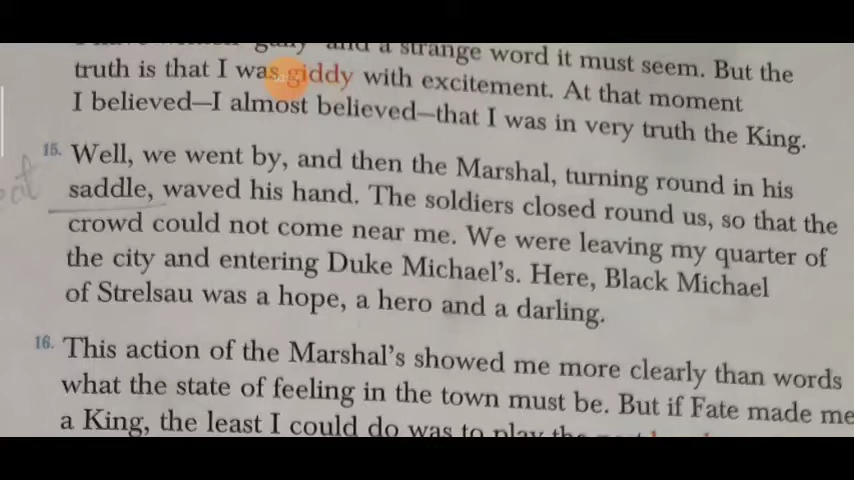 and a strange word it must seem. But the
truth is that I was giddy with excitement. At that moment
I believed—I almost believed—that I was in very truth the King.
15. Well, we went by, and then the Marshal, turning round in his
saddle, waved his hand. The soldiers closed round us, so that the
crowd could not come near me. We were leaving my quarter of
the city and entering Duke Michael's. Here, Black Michael
of Strelsau was a hope, a hero and a darling.
16. This action of the Marshal's showed me more clearly than words
what the state of feeling in the town must be. But if Fate made me
a King, the least I could do was to play the